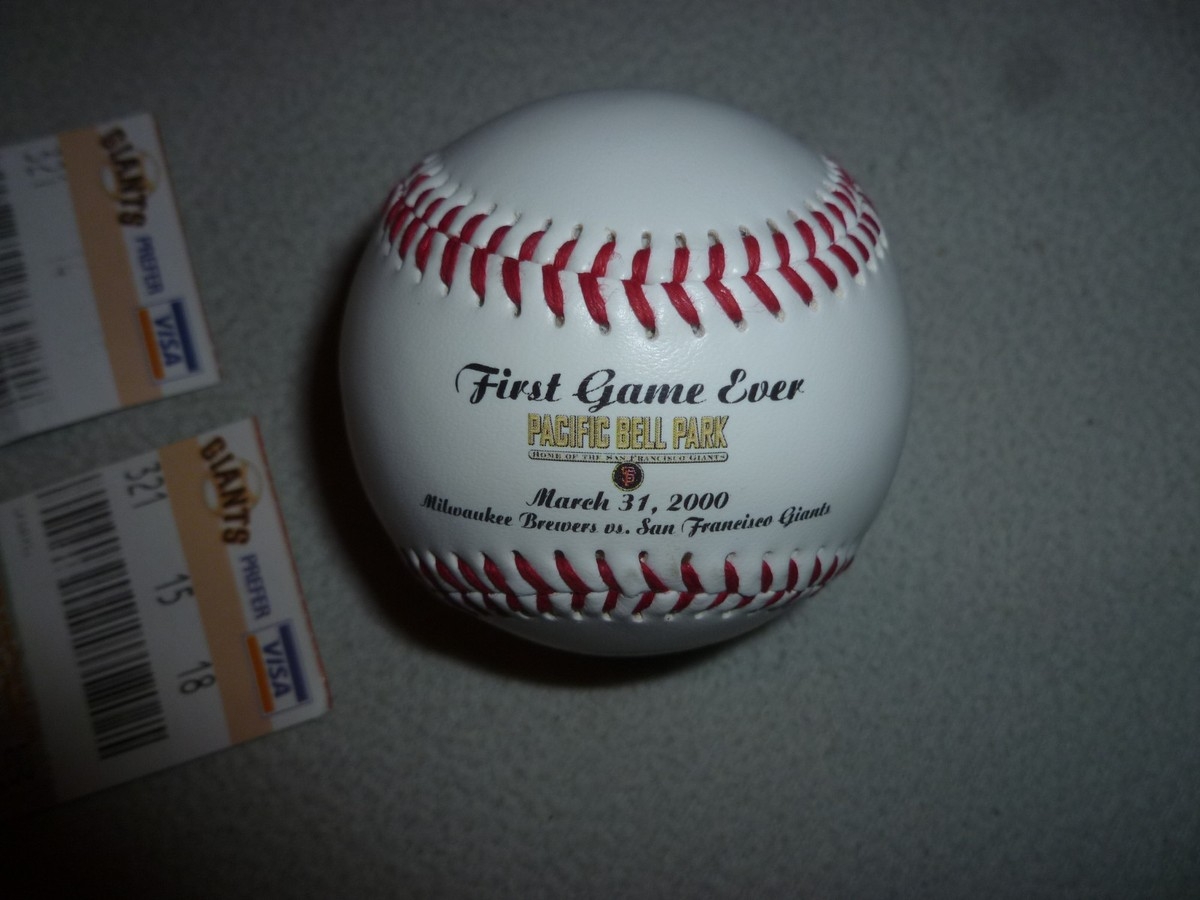 First Game Ever
PACIFIC BELL PARK
HOME OF THE SAN FRANCISCO GIANTS
SF
March 31, 2000
Milwaukee Brewers vs. San Francisco Giants
321
GIANTS
PREFER
VISA
321
15
18
GIANTS
PREFER
VISA